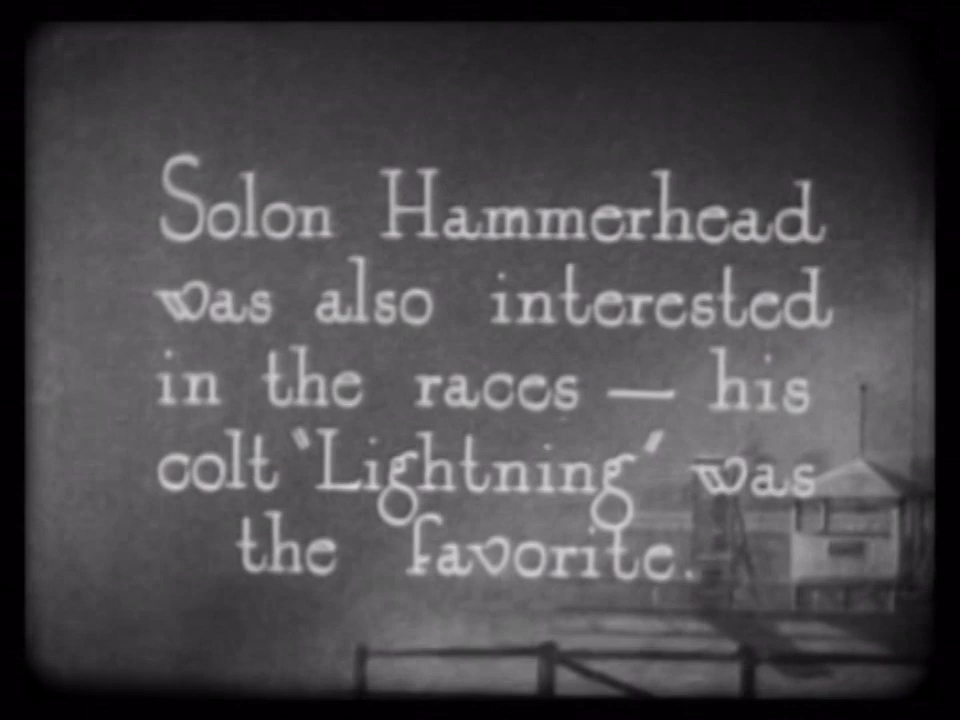 Solon Hammerhead
was also interested
in the races — his
colt "Lightning" was
the favorite.